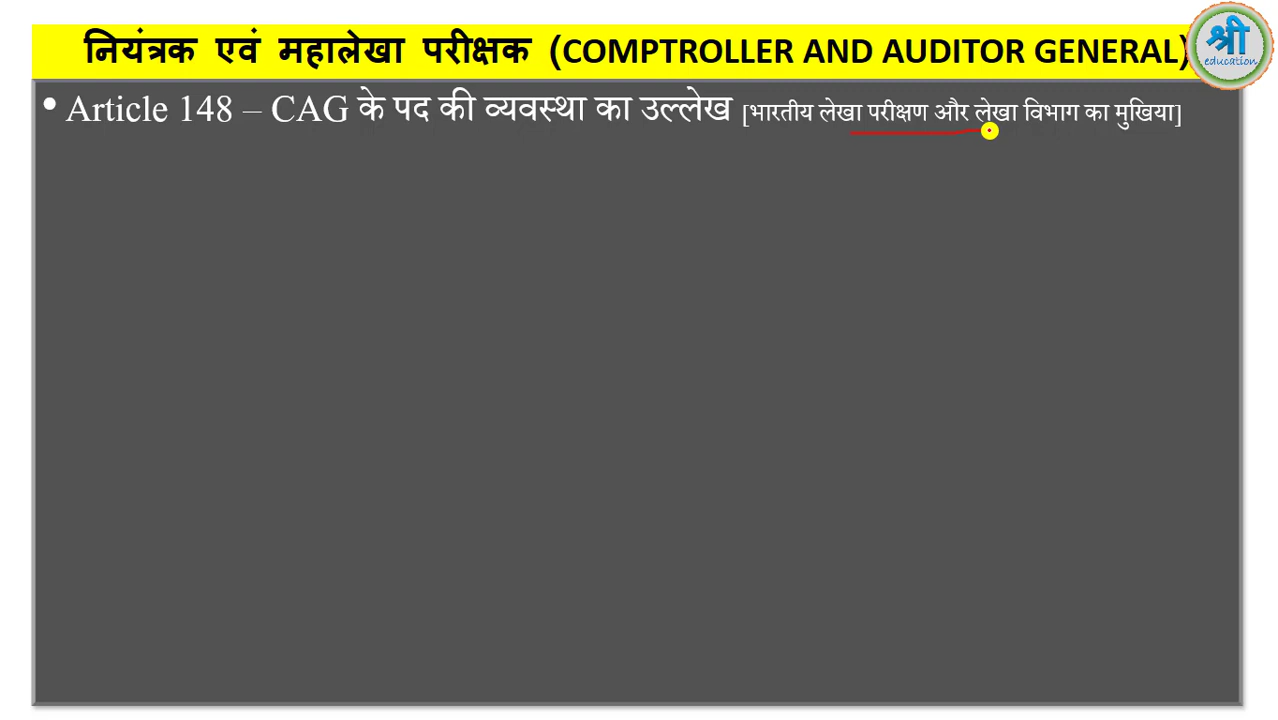 नियंत्रक एवं महालेखा परीक्षक (COMPTROLLER AND AUDITOR GENERAL)
श्री
education
• Article 148 – CAG के पद की व्यवस्था का उल्लेख [भारतीय लेखा परीक्षण और लेखा विभाग का मुखिया]